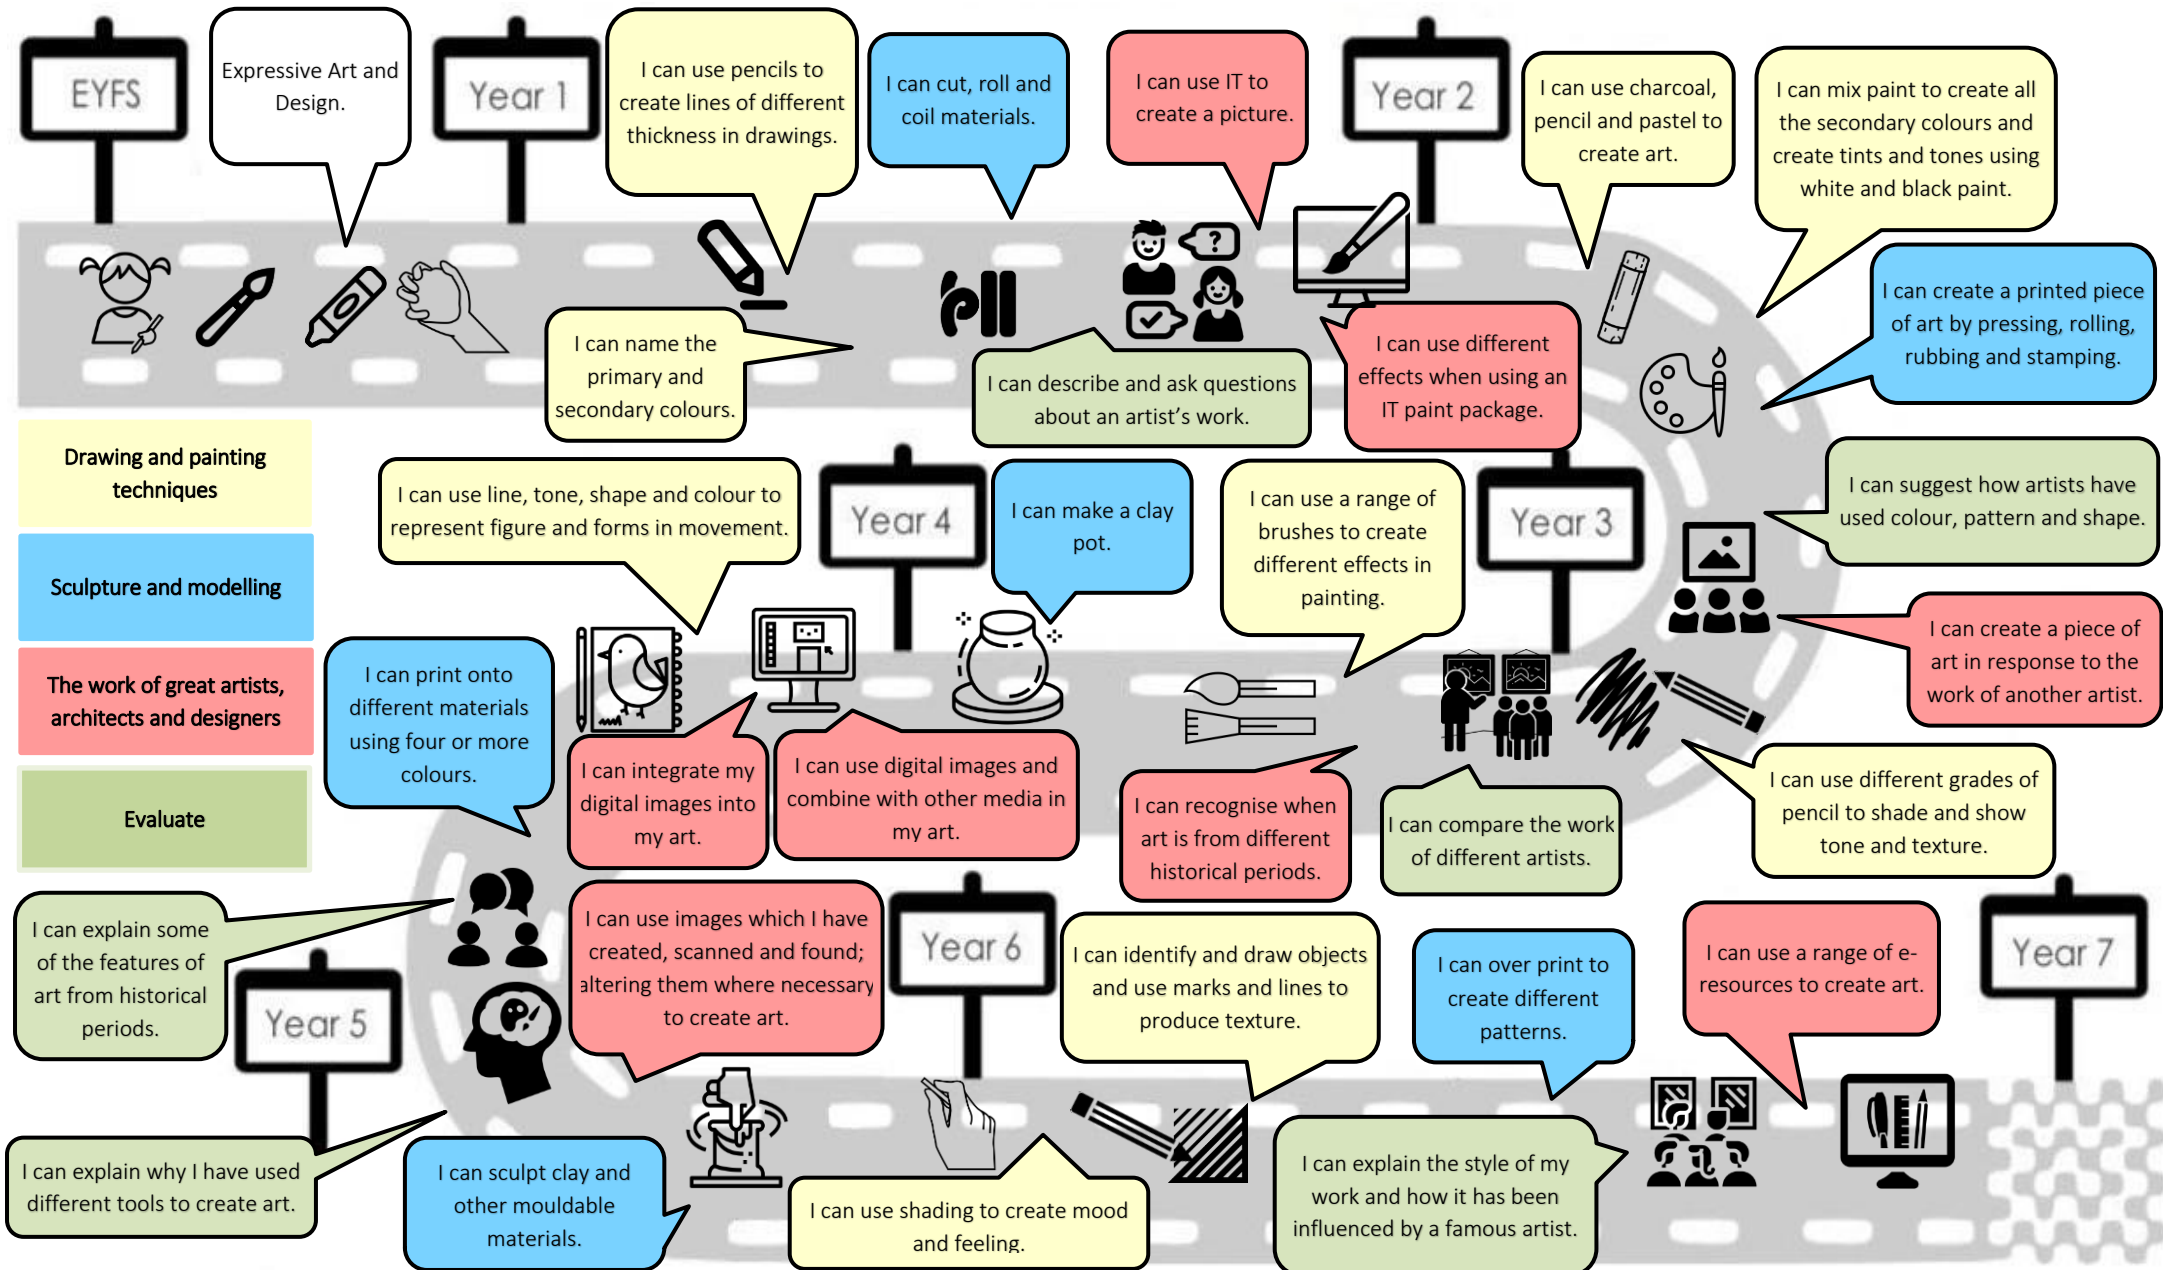 EYFS
Expressive Art and
Design.
Year 1
I can use pencils to
create lines of different
thickness in drawings.
I can cut, roll and
coil materials.
I can use IT to
create a picture.
Year 2
I can use charcoal,
pencil and pastel to
create art.
I can mix paint to create all
the secondary colours and
create tints and tones using
white and black paint.
I can name the
primary and
secondary colours.
?
I can describe and ask questions
about an artist’s work.
I can use different
effects when using an
IT paint package.
I can create a printed piece
of art by pressing, rolling,
rubbing and stamping.
Drawing and painting
techniques
Sculpture and modelling
The work of great artists,
architects and designers
Evaluate
I can use line, tone, shape and colour to
represent figure and forms in movement.
Year 4
I can make a clay
pot.
I can use a range of
brushes to create
different effects in
painting.
Year 3
I can suggest how artists have
used colour, pattern and shape.
I can create a piece of
art in response to the
work of another artist.
I can print onto
different materials
using four or more
colours.
I can integrate my
digital images into
my art.
I can use digital images and
combine with other media in
my art.
I can recognise when
art is from different
historical periods.
I can compare the work
of different artists.
I can use different grades of
pencil to shade and show
tone and texture.
I can explain some
of the features of
art from historical
periods.
Year 5
I can use images which I have
created, scanned and found;
altering them where necessary
to create art.
Year 6
I can identify and draw objects
and use marks and lines to
produce texture.
I can over print to
create different
patterns.
I can use a range of e-
resources to create art.
Year 7
I can explain why I have used
different tools to create art.
I can sculpt clay and
other mouldable
materials.
I can use shading to create mood
and feeling.
I can explain the style of my
work and how it has been
influenced by a famous artist.